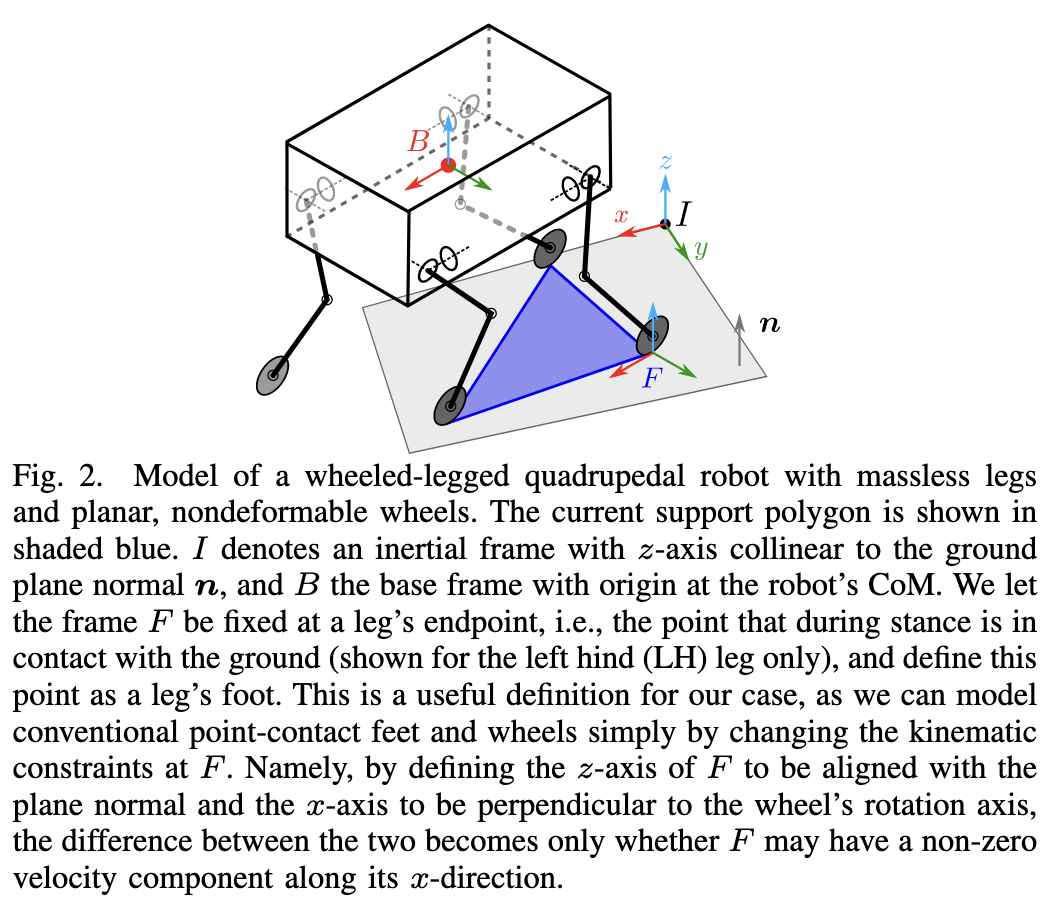 B
z
I
x
y
n
F
Fig. 2. Model of a wheeled-legged quadrupedal robot with massless legs
and planar, nondeformable wheels. The current support polygon is shown in
shaded blue. I denotes an inertial frame with z-axis collinear to the ground
plane normal n, and B the base frame with origin at the robot's CoM. We let
the frame F be fixed at a leg's endpoint, i.e., the point that during stance is in
contact with the ground (shown for the left hind (LH) leg only), and define this
point as a leg's foot. This is a useful definition for our case, as we can model
conventional point-contact feet and wheels simply by changing the kinematic
constraints at F. Namely, by defining the z-axis of F to be aligned with the
plane normal and the x-axis to be perpendicular to the wheel's rotation axis,
the difference between the two becomes only whether F may have a non-zero
velocity component along its x-direction.